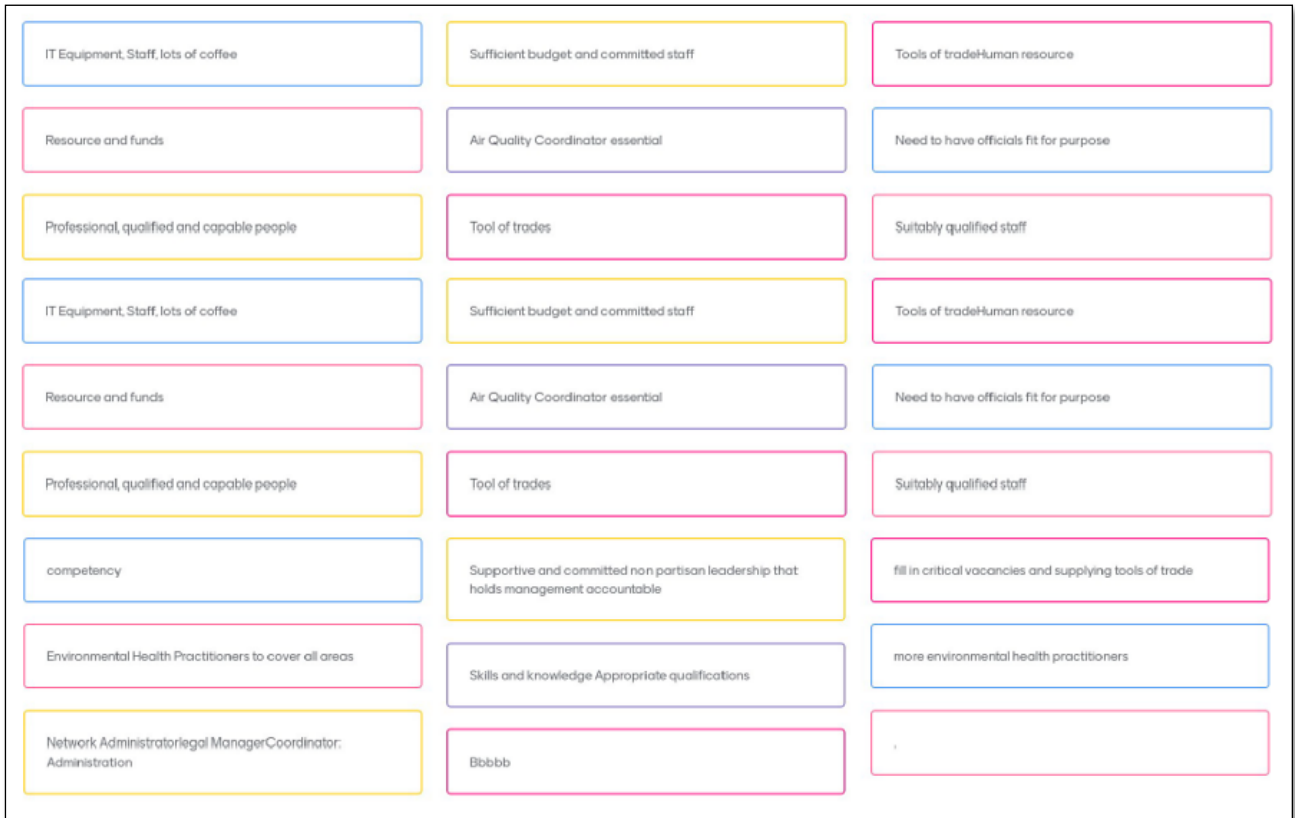 IT Equipment, Staff, lots of coffee
Sufficient budget and committed staff
Tools of tradeHuman resource
Resource and funds
Air Quality Coordinator essential
Need to have officials fit for purpose
Professional, qualified and capable people
Tool of trades
Suitably qualified staff
IT Equipment, Staff, lots of coffee
Sufficient budget and committed staff
Tools of tradeHuman resource
Resource and funds
Air Quality Coordinator essential
Need to have officials fit for purpose
Professional, qualified and capable people
Tool of trades
Suitably qualified staff
competency
Supportive and committed non partisan leadership that
holds management accountable
fill in critical vacancies and supplying tools of trade
Environmental Health Practitioners to cover all areas
Skills and knowledge Appropriate qualifications
more environmental health practitioners
Network Administratorlegal ManagerCoordinator:
Administration
Bbbbb
,